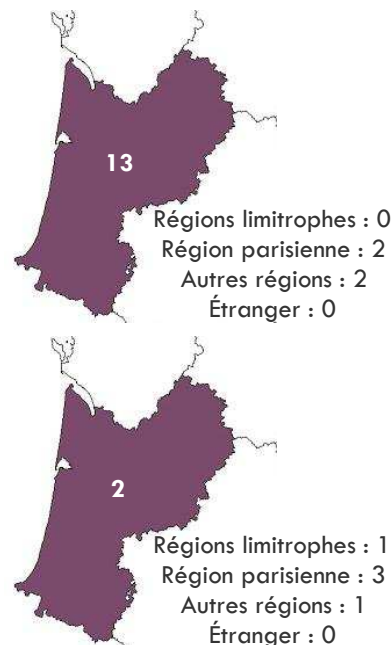 13
Régions limitrophes : 0
Région parisienne : 2
Autres régions : 2
Étranger : 0
2
Régions limitrophes : 1
Région parisienne : 3
Autres régions : 1
Étranger : 0